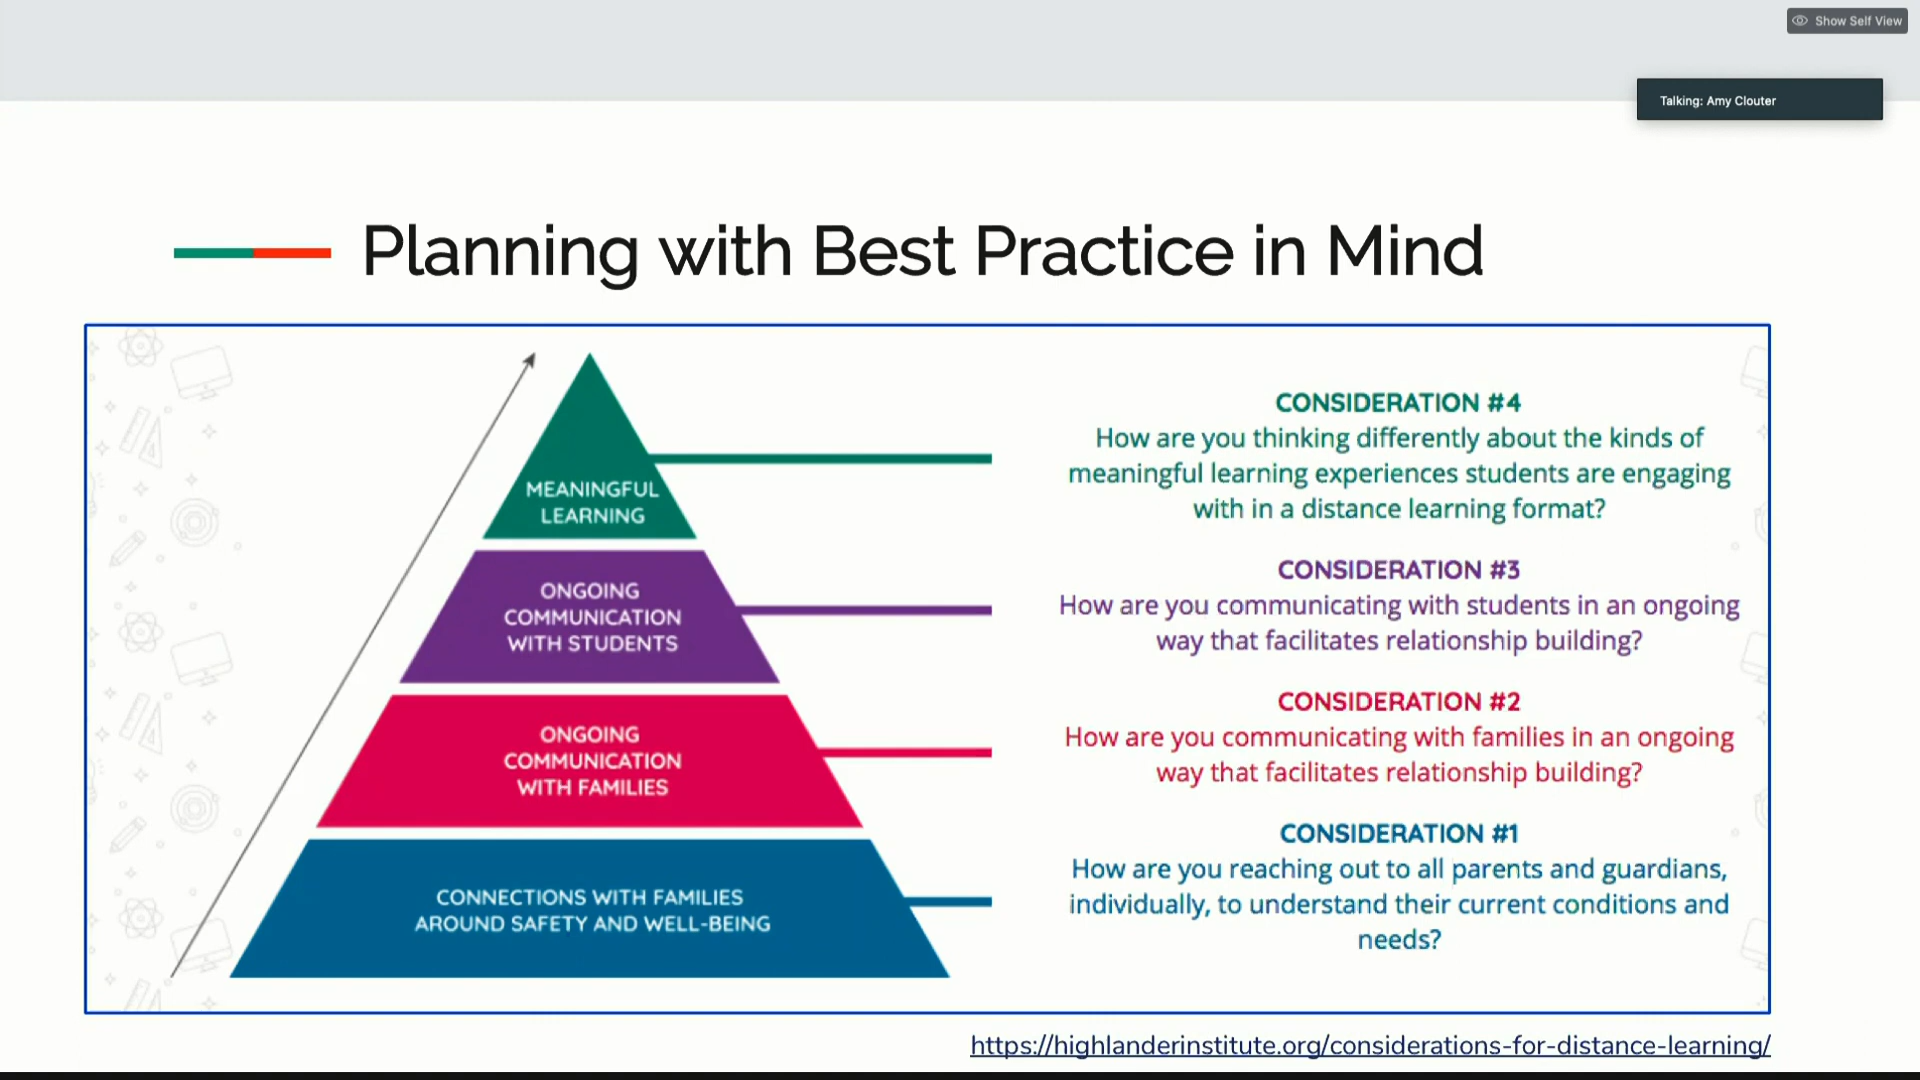 Show Self View
Talking: Amy Clouter
Planning with Best Practice in Mind
MEANINGFUL
LEARNING
ONGOING
COMMUNICATION
WITH STUDENTS
ONGOING
COMMUNICATION
WITH FAMILIES
CONNECTIONS WITH FAMILIES
AROUND SAFETY AND WELL-BEING
CONSIDERATION #4
How are you thinking differently about the kinds of
meaningful learning experiences students are engaging
with in a distance learning format?
CONSIDERATION #3
How are you communicating with students in an ongoing
way that facilitates relationship building?
CONSIDERATION #2
How are you communicating with families in an ongoing
way that facilitates relationship building?
CONSIDERATION #1
How are you reaching out to all parents and guardians,
individually, to understand their current conditions and
needs?
https://highlanderinstitute.org/considerations-for-distance-learning/